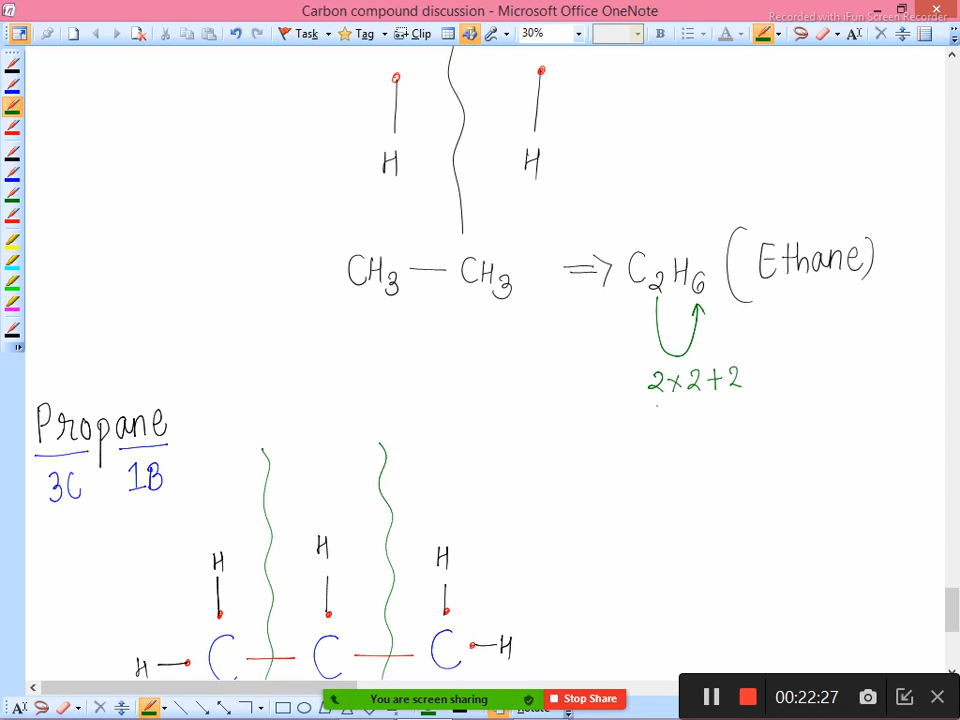 Carbon compound discussion - Microsoft Office OneNote
Recorded with iFun Screen Recorder
Task Tag Clip 30% B A
H H
CH3 — CH3 ⇒ C2H6 (Ethane)
2×2+2
Propane
3C 1B
H H H
H — C — C — C — H
You are screen sharing Stop Share
00:22:27